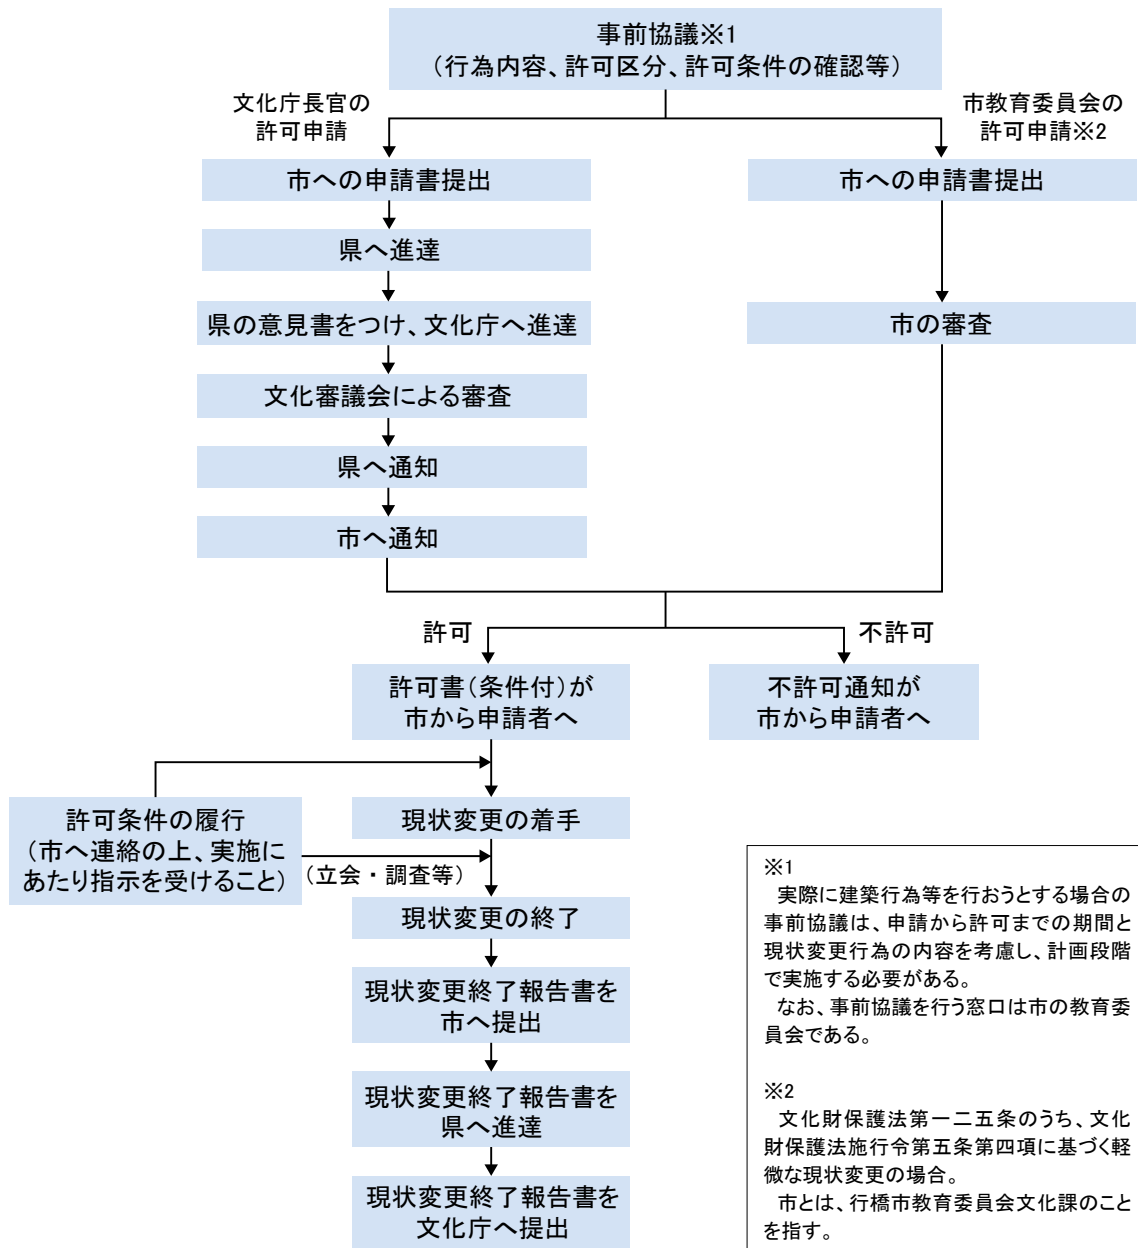 事前協議※1
（行為内容、許可区分、許可条件の確認等）
文化庁長官の
許可申請
市教育委員会の
許可申請※2
市への申請書提出
市への申請書提出
県へ進達
県の意見書をつけ、文化庁へ進達
市の審査
文化審議会による審査
県へ通知
市へ通知
許可
不許可
許可書（条件付）が
市から申請者へ
不許可通知が
市から申請者へ
許可条件の履行
（市へ連絡の上、実施に
あたり指示を受けること）
現状変更の着手
（立会・調査等）
現状変更の終了
現状変更終了報告書を
市へ提出
現状変更終了報告書を
県へ進達
現状変更終了報告書を
文化庁へ提出
※1
実際に建築行為等を行おうとする場合の
事前協議は、申請から許可までの期間と
現状変更行為の内容を考慮し、計画段階
で実施する必要がある。
なお、事前協議を行う窓口は市の教育委
員会である。
※2
文化財保護法第一二五条のうち、文化
財保護法施行令第五条第四項に基づく軽
微な現状変更の場合。
市とは、行橋市教育委員会文化課のこと
を指す。